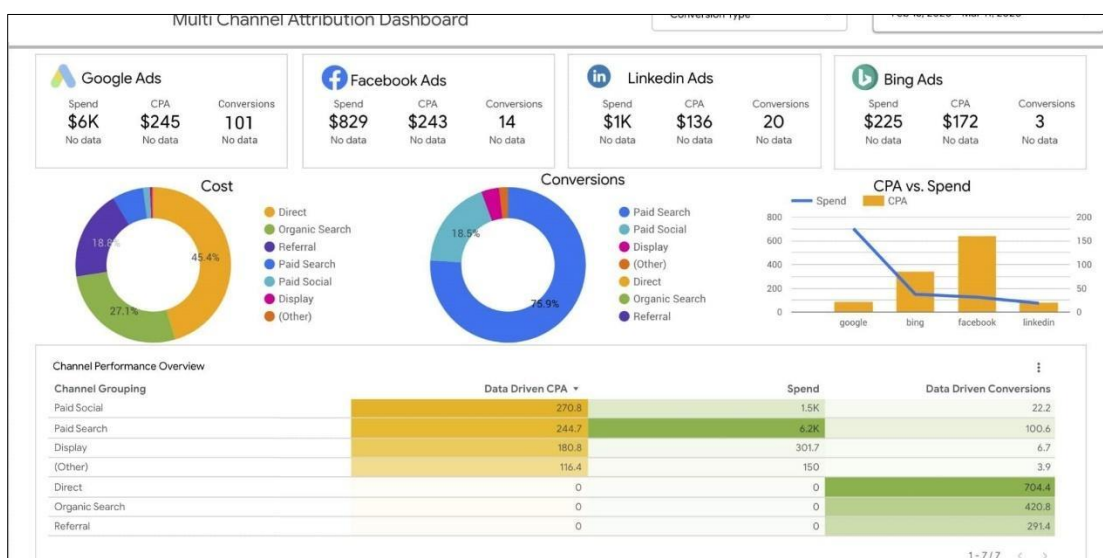 Multi Channel Attribution Dashboard
Conversion Type
Google Ads
Spend CPA Conversions
$6K $245 101
No data No data No data
Facebook Ads
Spend CPA Conversions
$829 $243 14
No data No data No data
in Linkedin Ads
Spend CPA Conversions
$1K $136 20
No data No data No data
b Bing Ads
Spend CPA Conversions
$225 $172 3
No data No data No data
Cost
45.4%
27.1%
18.8%
Direct
Organic Search
Referral
Paid Search
Paid Social
Display
(Other)
Conversions
18.5%
75.9%
Paid Search
Paid Social
Display
(Other)
Direct
Organic Search
Referral
CPA vs. Spend
Spend CPA
800 200
600 150
400 100
200 50
0 0
google bing facebook linkedin
Channel Performance Overview
Channel Grouping Data Driven CPA Spend Data Driven Conversions
Paid Social 270.8 1.5K 22.2
Paid Search 244.7 6.2K 100.6
Display 180.8 301.7 6.7
(Other) 116.4 150 3.9
Direct 0 0 704.4
Organic Search 0 0 420.8
Referral 0 0 291.4
1 - 7 / 7 < >